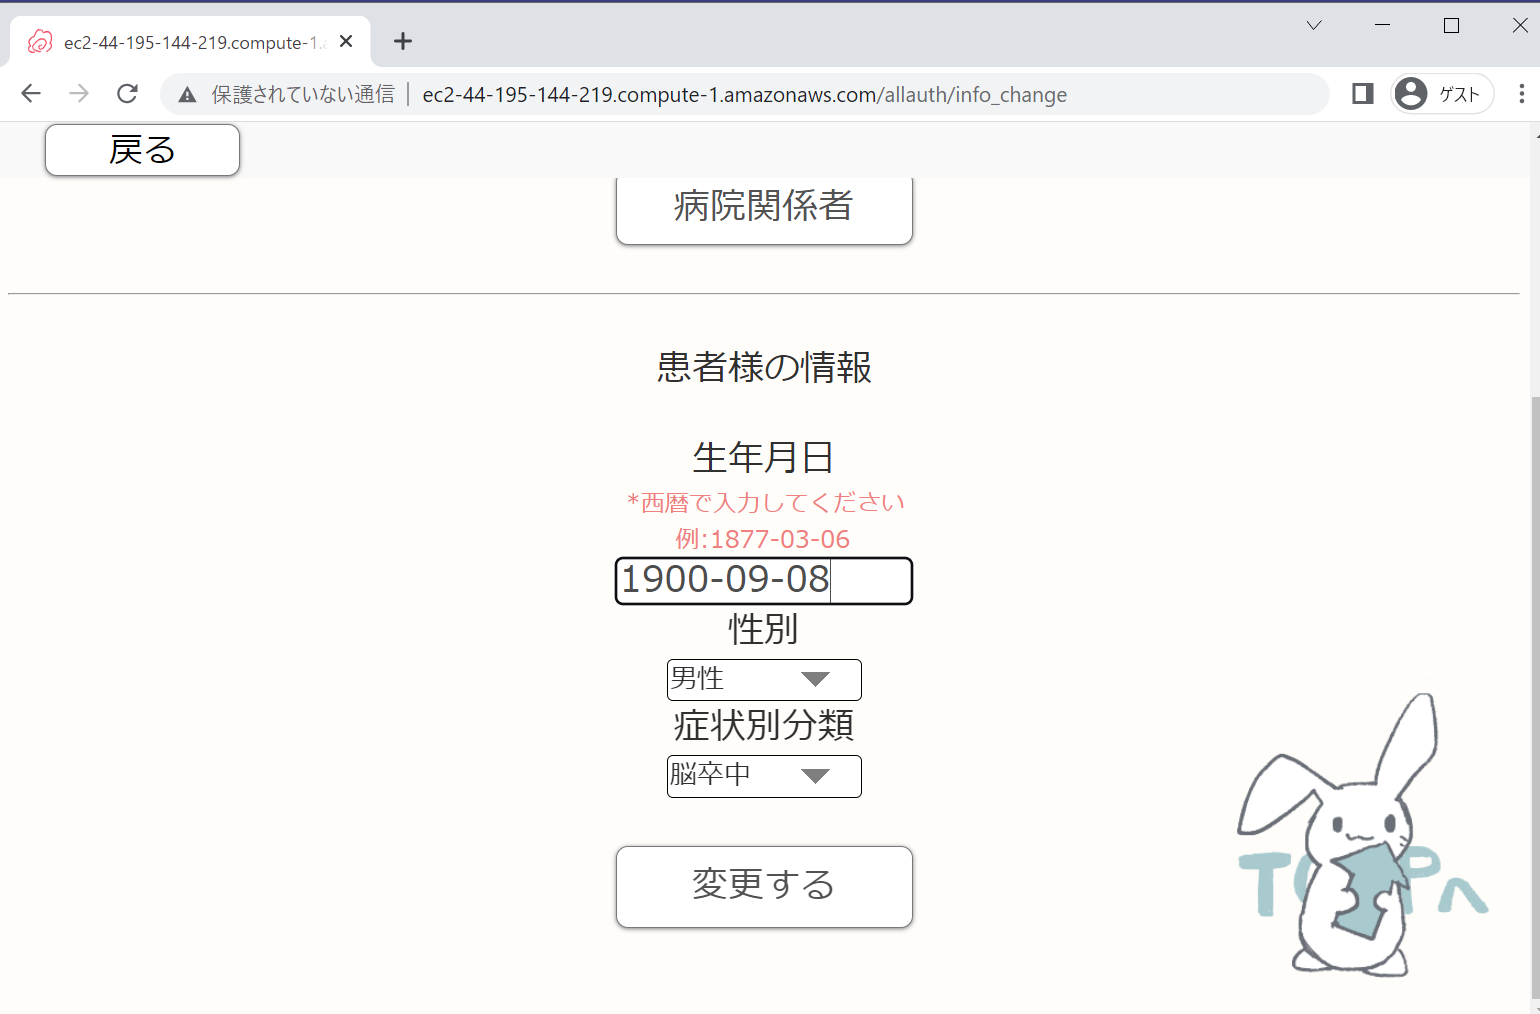 ec2-44-195-144-219.compute-1.a
保護されていない通信 | ec2-44-195-144-219.compute-1.amazonaws.com/allauth/info_change
ゲスト
戻る
病院関係者
患者様の情報
生年月日
*西暦で入力してください
例:1877-03-06
1900-09-08
性別
男性
症状別分類
脳卒中
変更する